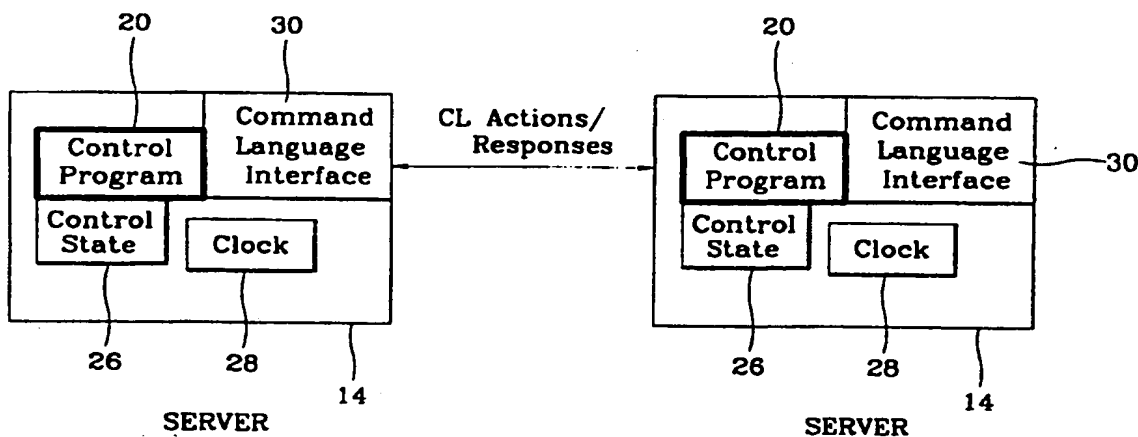 20
30
20
Command
Language
Interface
Control
Program
Control
State
Clock
CL Actions/
Responses
Command
Language
Interface
30
Control
Program
Control
State
Clock
26
28
14
26
28
14
SERVER
SERVER